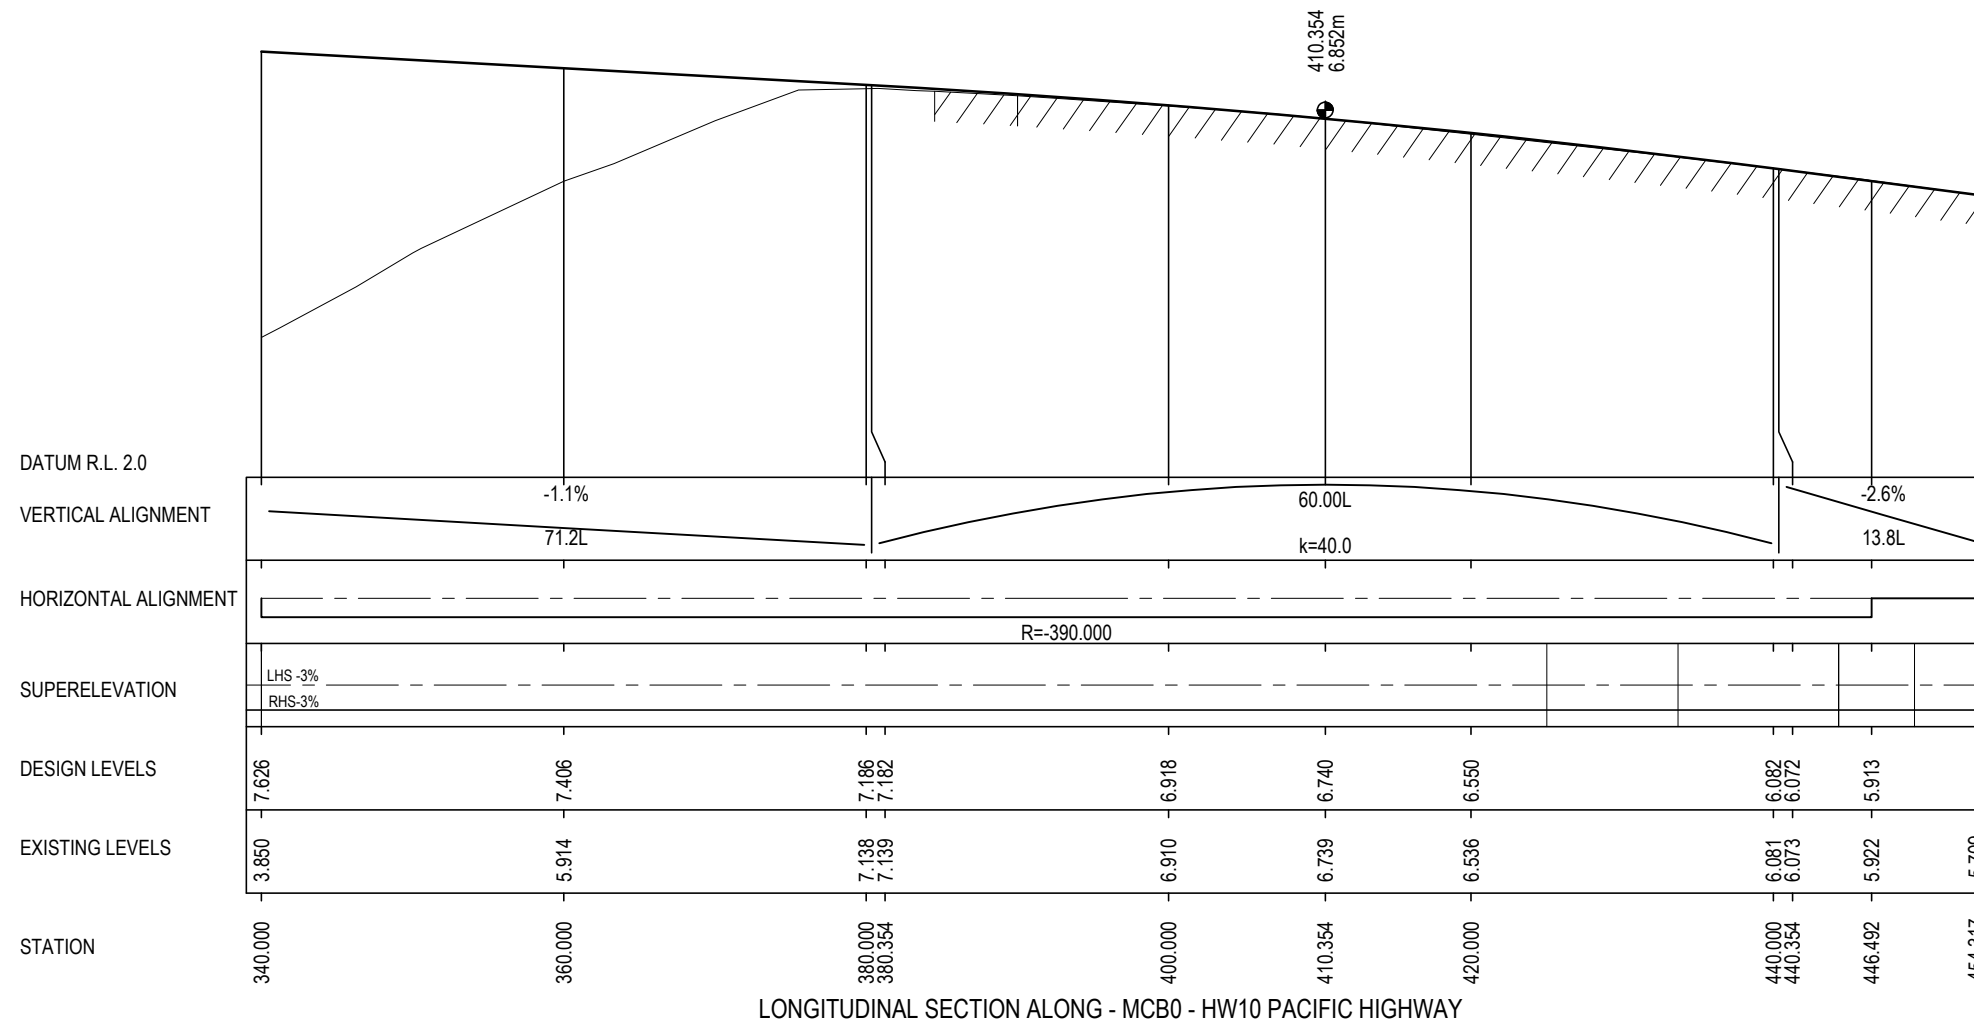 410.354
6.852m
DATUM R.L. 2.0
VERTICAL ALIGNMENT
-1.1%
71.2L
60.00L
k=40.0
-2.6%
13.8L
HORIZONTAL ALIGNMENT
R=-390.000
SUPERELEVATION
LHS -3%
RHS-3%
DESIGN LEVELS
7.626 7.406 7.186 7.182 6.918 6.740 6.550 6.082 6.072 5.913
EXISTING LEVELS
3.850 5.914 7.138 7.139 6.910 6.739 6.536 6.081 6.073 5.922
STATION
340.000 360.000 380.000 380.354 400.000 410.354 420.000 440.000 440.354 446.492
LONGITUDINAL SECTION ALONG - MCB0 - HW10 PACIFIC HIGHWAY